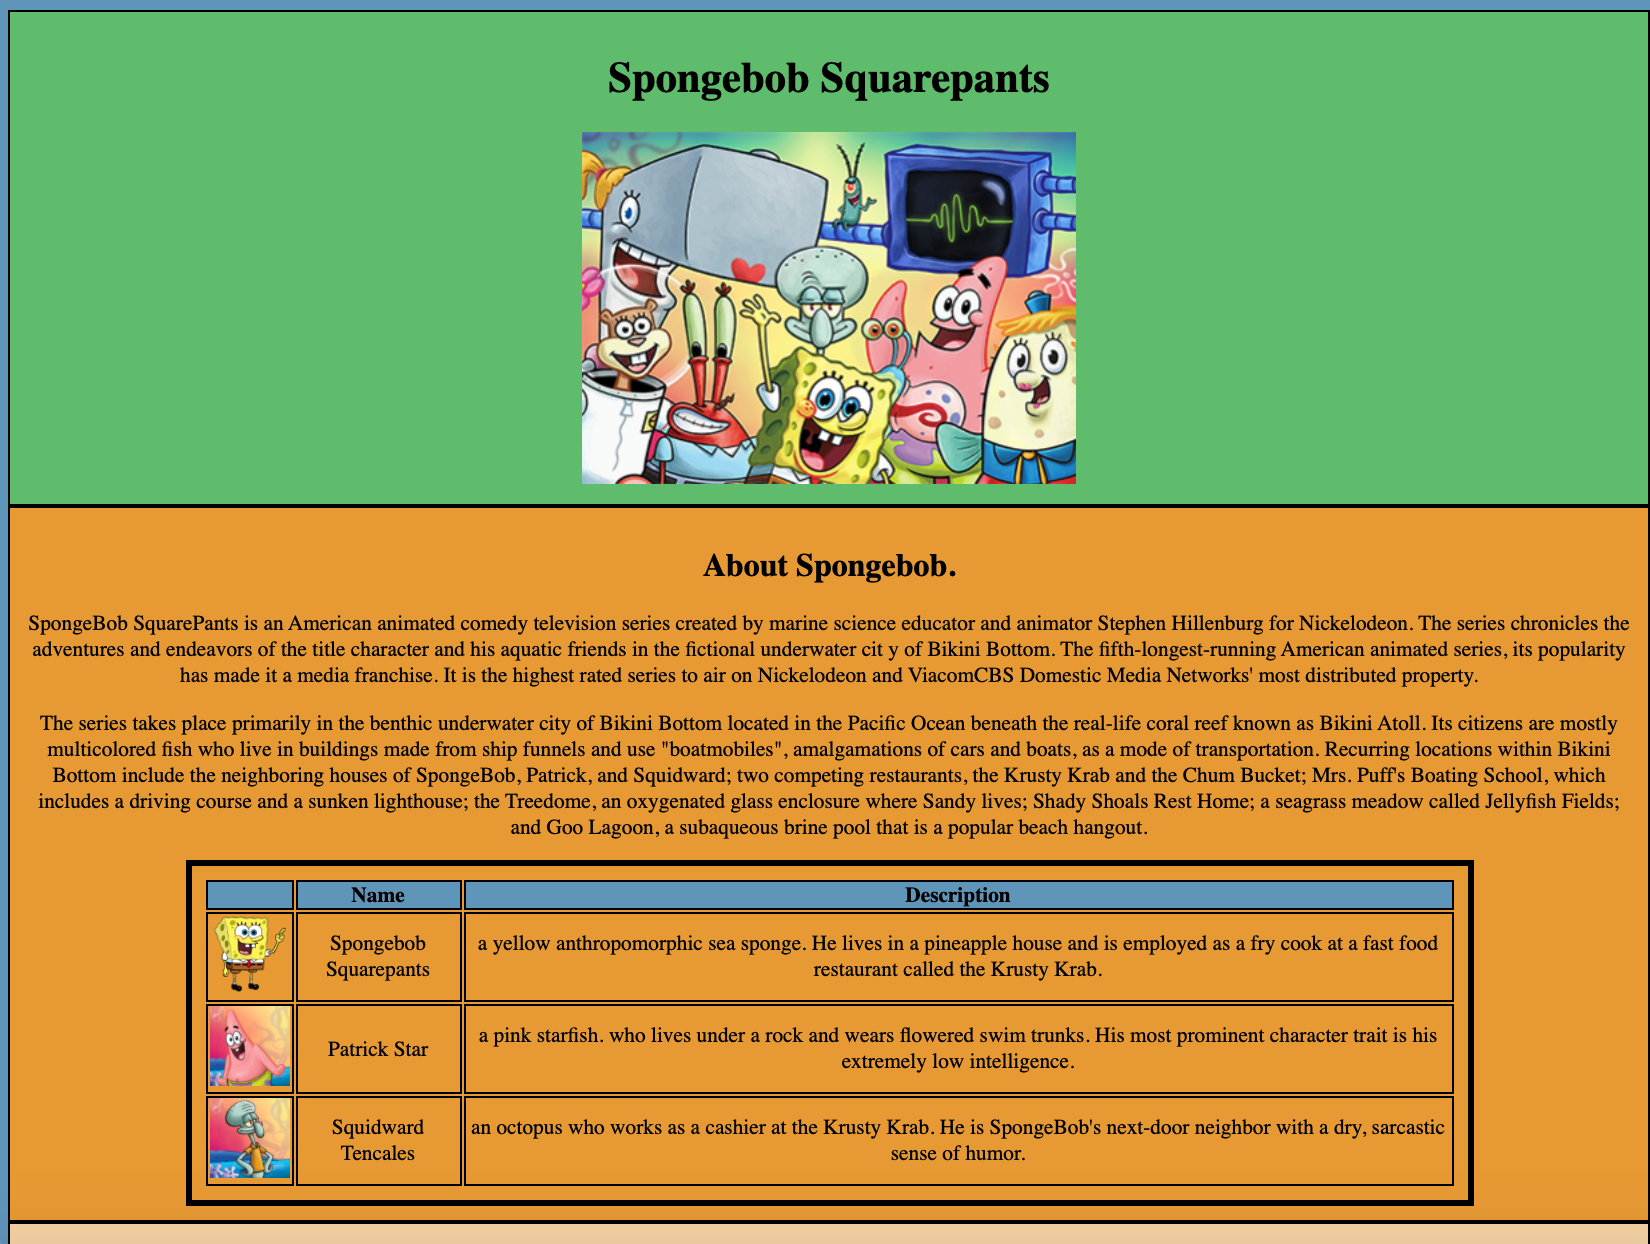 Spongebob Squarepants
About Spongebob.
SpongeBob SquarePants is an American animated comedy television series created by marine science educator and animator Stephen Hillenburg for Nickelodeon. The series chronicles the
adventures and endeavors of the title character and his aquatic friends in the fictional underwater cit y of Bikini Bottom. The fifth-longest-running American animated series, its popularity
has made it a media franchise. It is the highest rated series to air on Nickelodeon and ViacomCBS Domestic Media Networks' most distributed property.
The series takes place primarily in the benthic underwater city of Bikini Bottom located in the Pacific Ocean beneath the real-life coral reef known as Bikini Atoll. Its citizens are mostly
multicolored fish who live in buildings made from ship funnels and use "boatmobiles", amalgamations of cars and boats, as a mode of transportation. Recurring locations within Bikini
Bottom include the neighboring houses of SpongeBob, Patrick, and Squidward; two competing restaurants, the Krusty Krab and the Chum Bucket; Mrs. Puff's Boating School, which
includes a driving course and a sunken lighthouse; the Treedome, an oxygenated glass enclosure where Sandy lives; Shady Shoals Rest Home; a seagrass meadow called Jellyfish Fields;
and Goo Lagoon, a subaqueous brine pool that is a popular beach hangout.
Name Description
Spongebob
Squarepants
a yellow anthropomorphic sea sponge. He lives in a pineapple house and is employed as a fry cook at a fast food
restaurant called the Krusty Krab.
Patrick Star
a pink starfish. who lives under a rock and wears flowered swim trunks. His most prominent character trait is his
extremely low intelligence.
Squidward
Tencales
an octopus who works as a cashier at the Krusty Krab. He is SpongeBob's next-door neighbor with a dry, sarcastic
sense of humor.